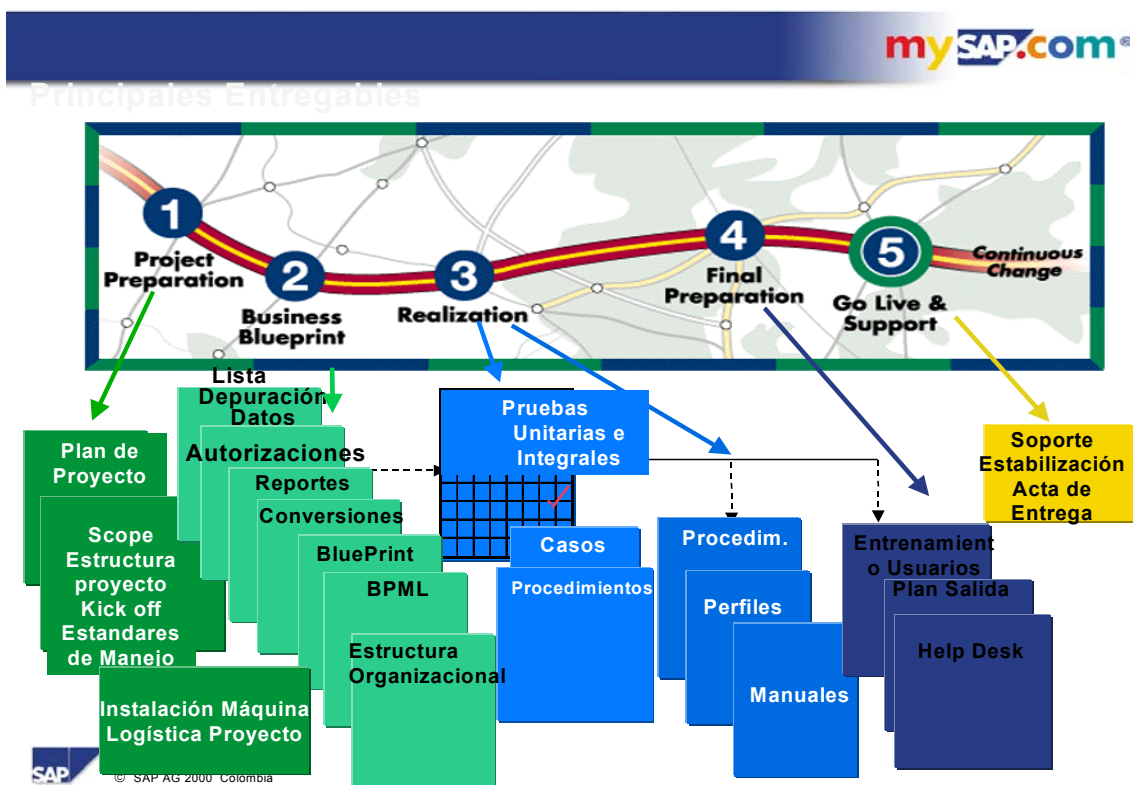 mySAP.com®
Principales Entregables
1
Project
Preparation
2
Business
Blueprint
3
Realization
4
Final
Preparation
5
Go Live &
Support
Continuous
Change
Plan de
Proyecto
Scope
Estructura
proyecto
Kick off
Estandares
de Manejo
Instalación Máquina
Logística Proyecto
Lista
Depuración
Datos
Autorizaciones
Reportes
Conversiones
BluePrint
BPML
Estructura
Organizacional
Pruebas
Unitarias e
Integrales
Casos
Procedimientos
Procedim.
Perfiles
Manuales
Entrenamient
o Usuarios
Plan Salida
Help Desk
Soporte
Estabilización
Acta de
Entrega
SAP
© SAP AG 2000 Colombia